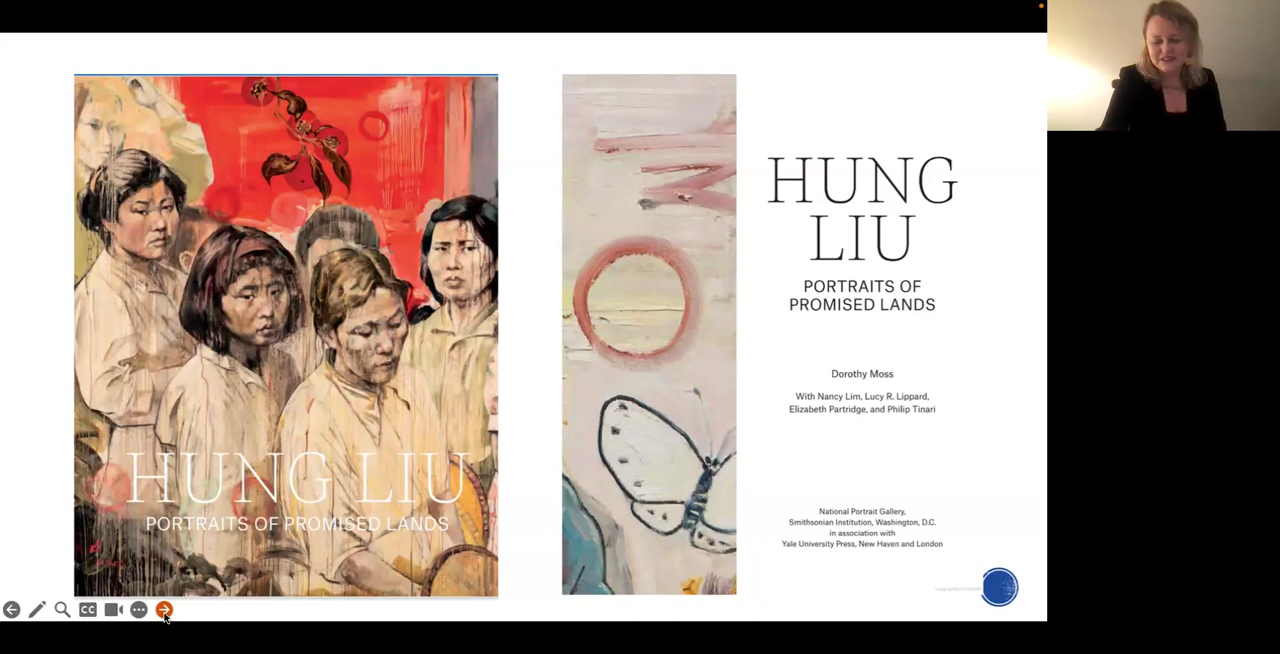 HUNG LIU
PORTRAITS OF PROMISED LANDS
HUNG
LIU
PORTRAITS OF
PROMISED LANDS
Dorothy Moss
With Nancy Lim, Lucy R. Lippard,
Elizabeth Partridge, and Philip Tinari
National Portrait Gallery,
Smithsonian Institution, Washington, D.C.
in association with
Yale University Press, New Haven and London
CC